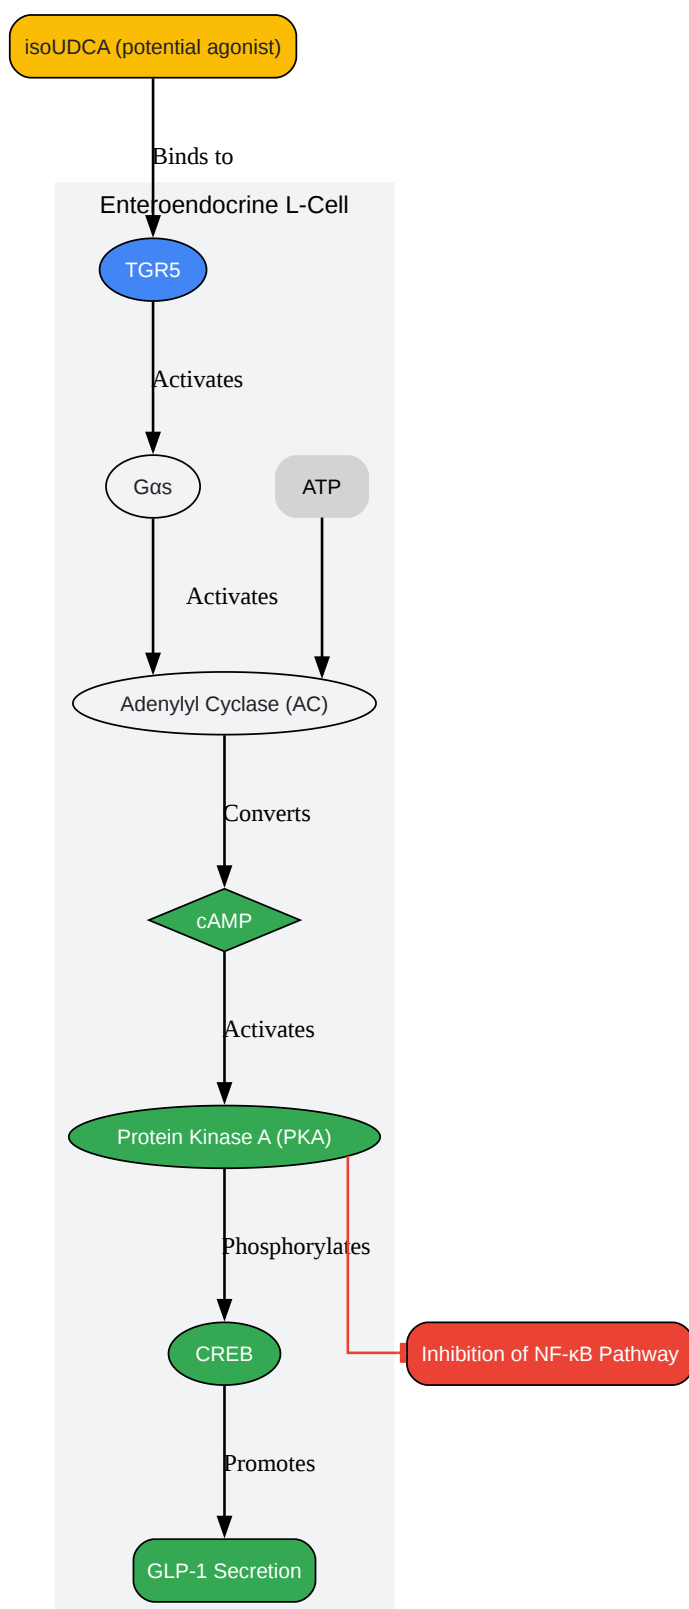 isoUDCA (potential agonist)
Binds to
Enteroendocrine L-Cell
TGR5
Activates
Gαs
ATP
Activates
Adenylyl Cyclase (AC)
Converts
cAMP
Activates
Protein Kinase A (PKA)
Phosphorylates
CREB
Inhibition of NF-κB Pathway
Promotes
GLP-1 Secretion